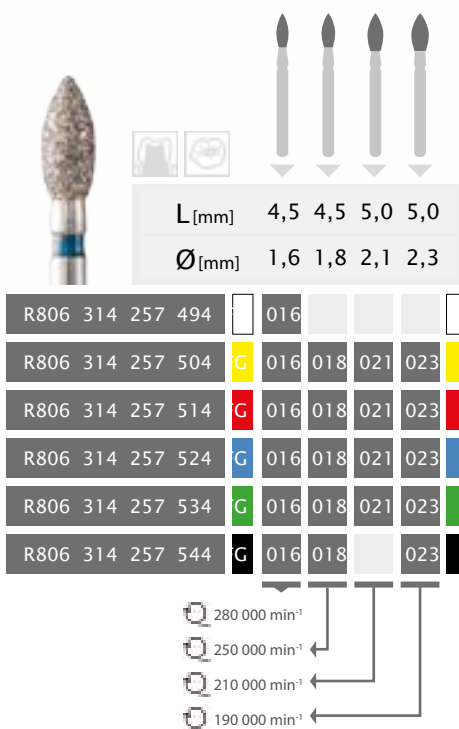 L[mm] 4,5 4,5 5,0 5,0
Ø[mm] 1,6 1,8 2,1 2,3
R806 314 257 494 016
R806 314 257 504 G 016 018 021 023
R806 314 257 514 G 016 018 021 023
R806 314 257 524 G 016 018 021 023
R806 314 257 534 G 016 018 021 023
R806 314 257 544 G 016 018 023
280 000 min⁻¹
250 000 min⁻¹
210 000 min⁻¹
190 000 min⁻¹